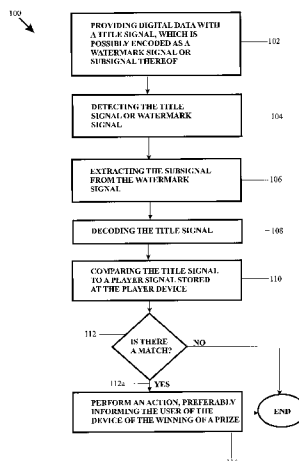 100
PROVIDING DIGITAL DATA WITH
A TITLE SIGNAL, WHICH IS
POSSIBLY ENCODED AS A
WATERMARK SIGNAL OR
SUBSIGNAL THEREOF
102
DETECTING THE TITLE
SIGNAL OR WATERMARK
SIGNAL
104
EXTRACTING THE SUBSIGNAL
FROM THE WATERMARK
SIGNAL
106
DECODING THE TITLE SIGNAL
108
COMPARING THE TITLE SIGNAL
TO A PLAYER SIGNAL STORED
AT THE PLAYER DEVICE
110
112
IS THERE
A MATCH?
NO
112a
YES
PERFORM AN ACTION, PREFERABLY
INFORMING THE USER OF THE
DEVICE OF THE WINNING OF A PRIZE
END